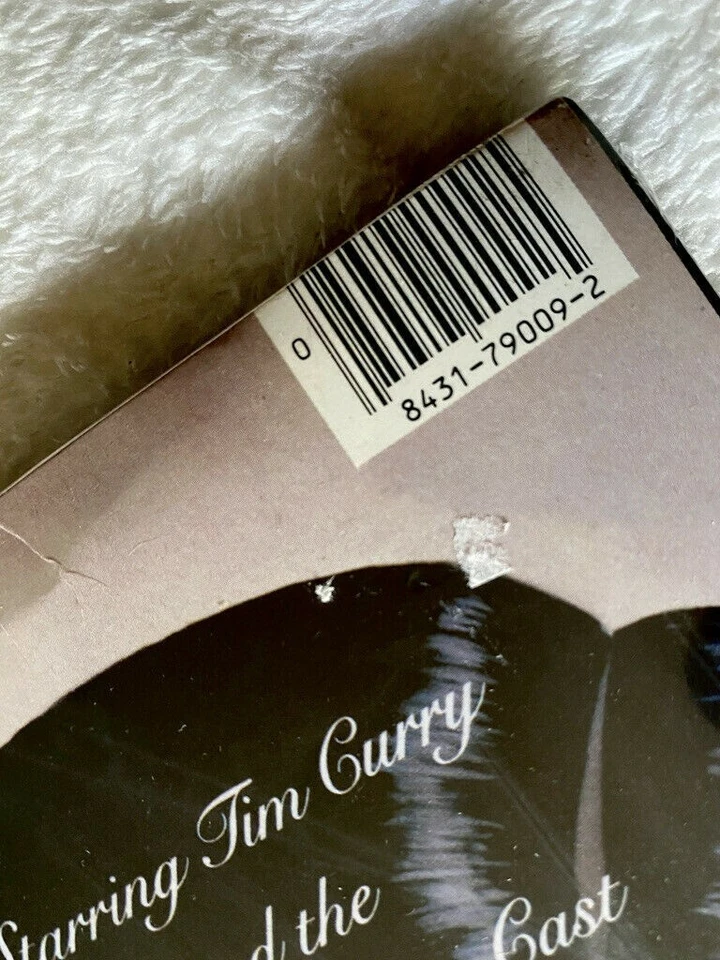 0
8431-79009-2
Starring Tim Curry
the Cast